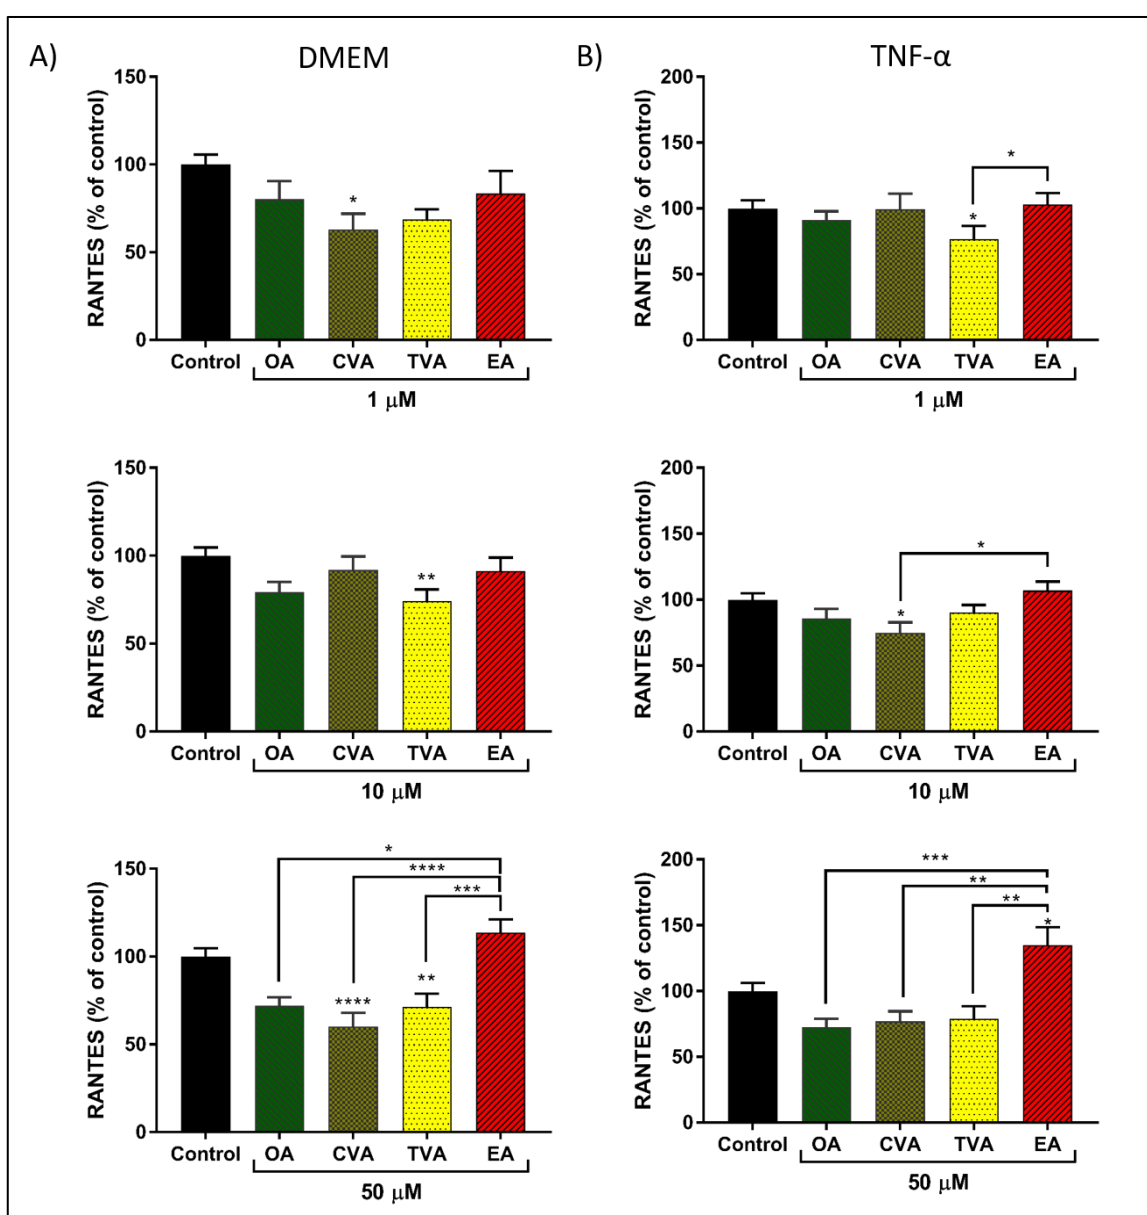 A) DMEM
B) TNF-α
150
100
50
0
RANTES (% of control)
*
Control OA CVA TVA EA
1 μM
200
150
100
50
0
RANTES (% of control)
*
*
Control OA CVA TVA EA
1 μM
150
100
50
0
RANTES (% of control)
**
Control OA CVA TVA EA
10 μM
200
150
100
50
0
RANTES (% of control)
*
*
Control OA CVA TVA EA
10 μM
150
100
50
0
RANTES (% of control)
*
****
***
**
****
Control OA CVA TVA EA
50 μM
200
150
100
50
0
RANTES (% of control)
***
**
**
*
Control OA CVA TVA EA
50 μM